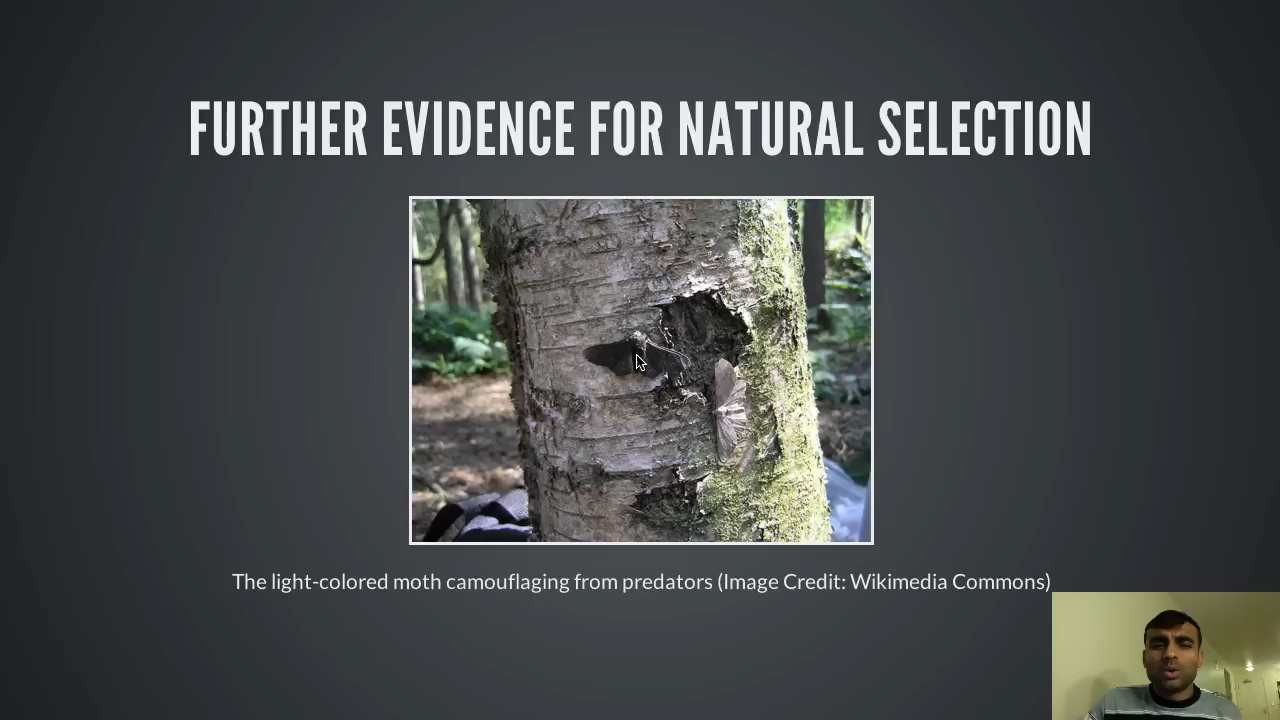 FURTHER EVIDENCE FOR NATURAL SELECTION
The light-colored moth camouflaging from predators (Image Credit: Wikimedia Commons)